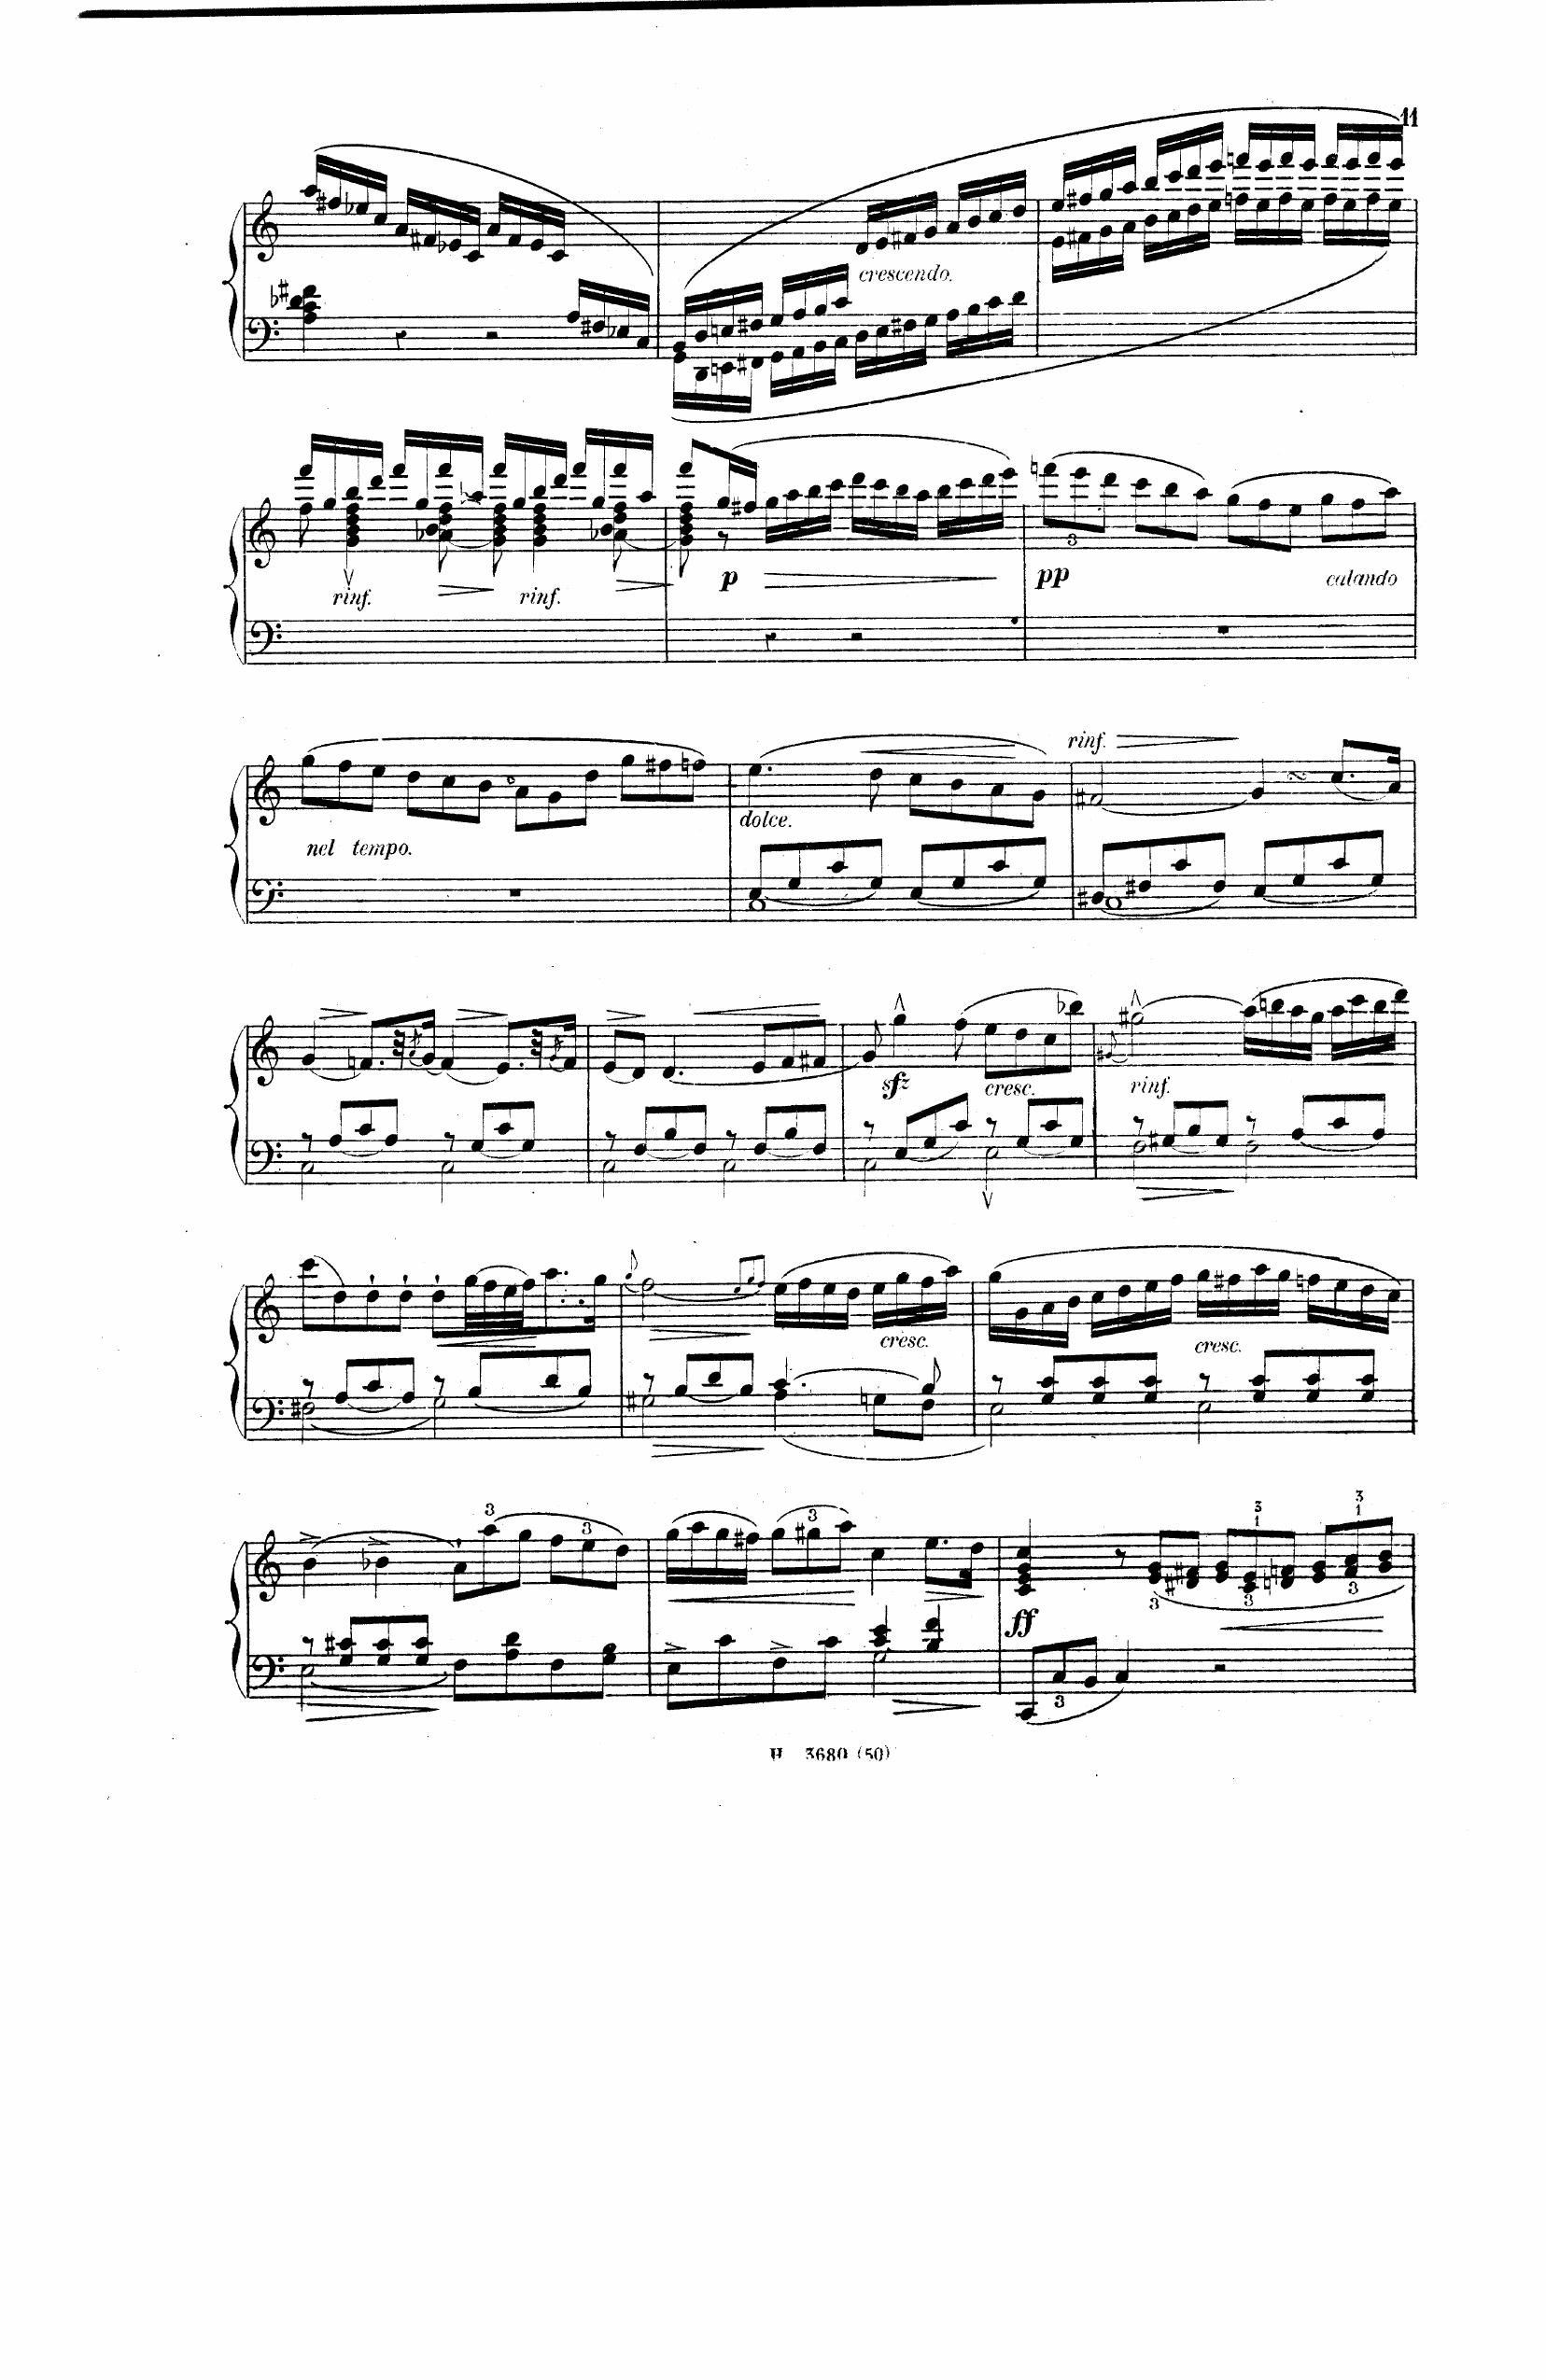 11
crescendo.
rinf. rinf. p pp calando
3
rinf.
dolce.
nel tempo.
sfz cresc. rinf.
cresc. cresc.
3 3 3 3 1 3 1
ff 3 3 3
3
H 3680 (50)